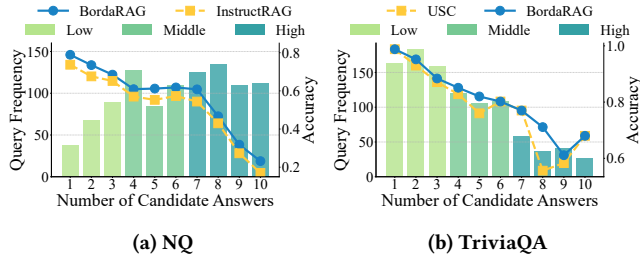 BordaRAG InstructRAG
Low Middle High
Query Frequency
150
100
50
0
0.8
0.6
0.4
0.2
Accuracy
1 2 3 4 5 6 7 8 9 10
Number of Candidate Answers
(a) NQ
USC BordaRAG
Low Middle High
Query Frequency
150
100
50
0
1.0
0.8
0.6
Accuracy
1 2 3 4 5 6 7 8 9 10
Number of Candidate Answers
(b) TriviaQA